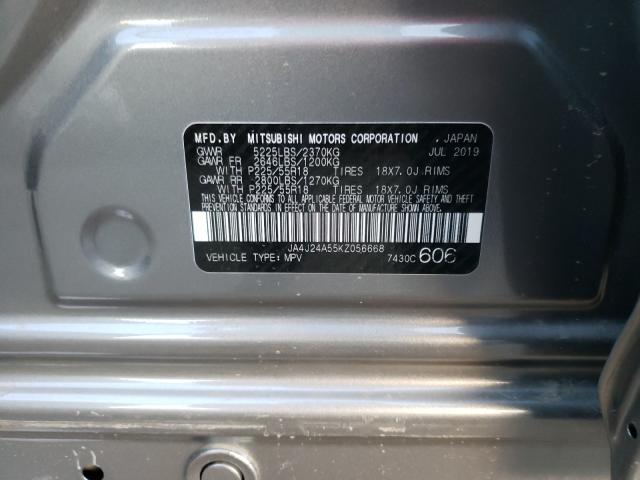 MFD.BY MITSUBISHI MOTORS CORPORATION , JAPAN
GVWR 5225LBS/2370KG JUL 2019
GAWR FR 2646LBS/1200KG
WITH P225/55R18 TIRES 18X7.0J RIMS
GAWR RR 2800LBS/1270KG
WITH P225/55R18 TIRES 18X7.0J RIMS
THIS VEHICLE CONFORMS TO ALL APPLICABLE FEDERAL MOTOR VEHICLE SAFETY AND THEFT
PREVENTION STANDARDS IN EFFECT ON THE DATE OF MANUFACTURE SHOWN ABOVE.
JA4J24A55KZ056668
VEHICLE TYPE: MPV 7430C 606